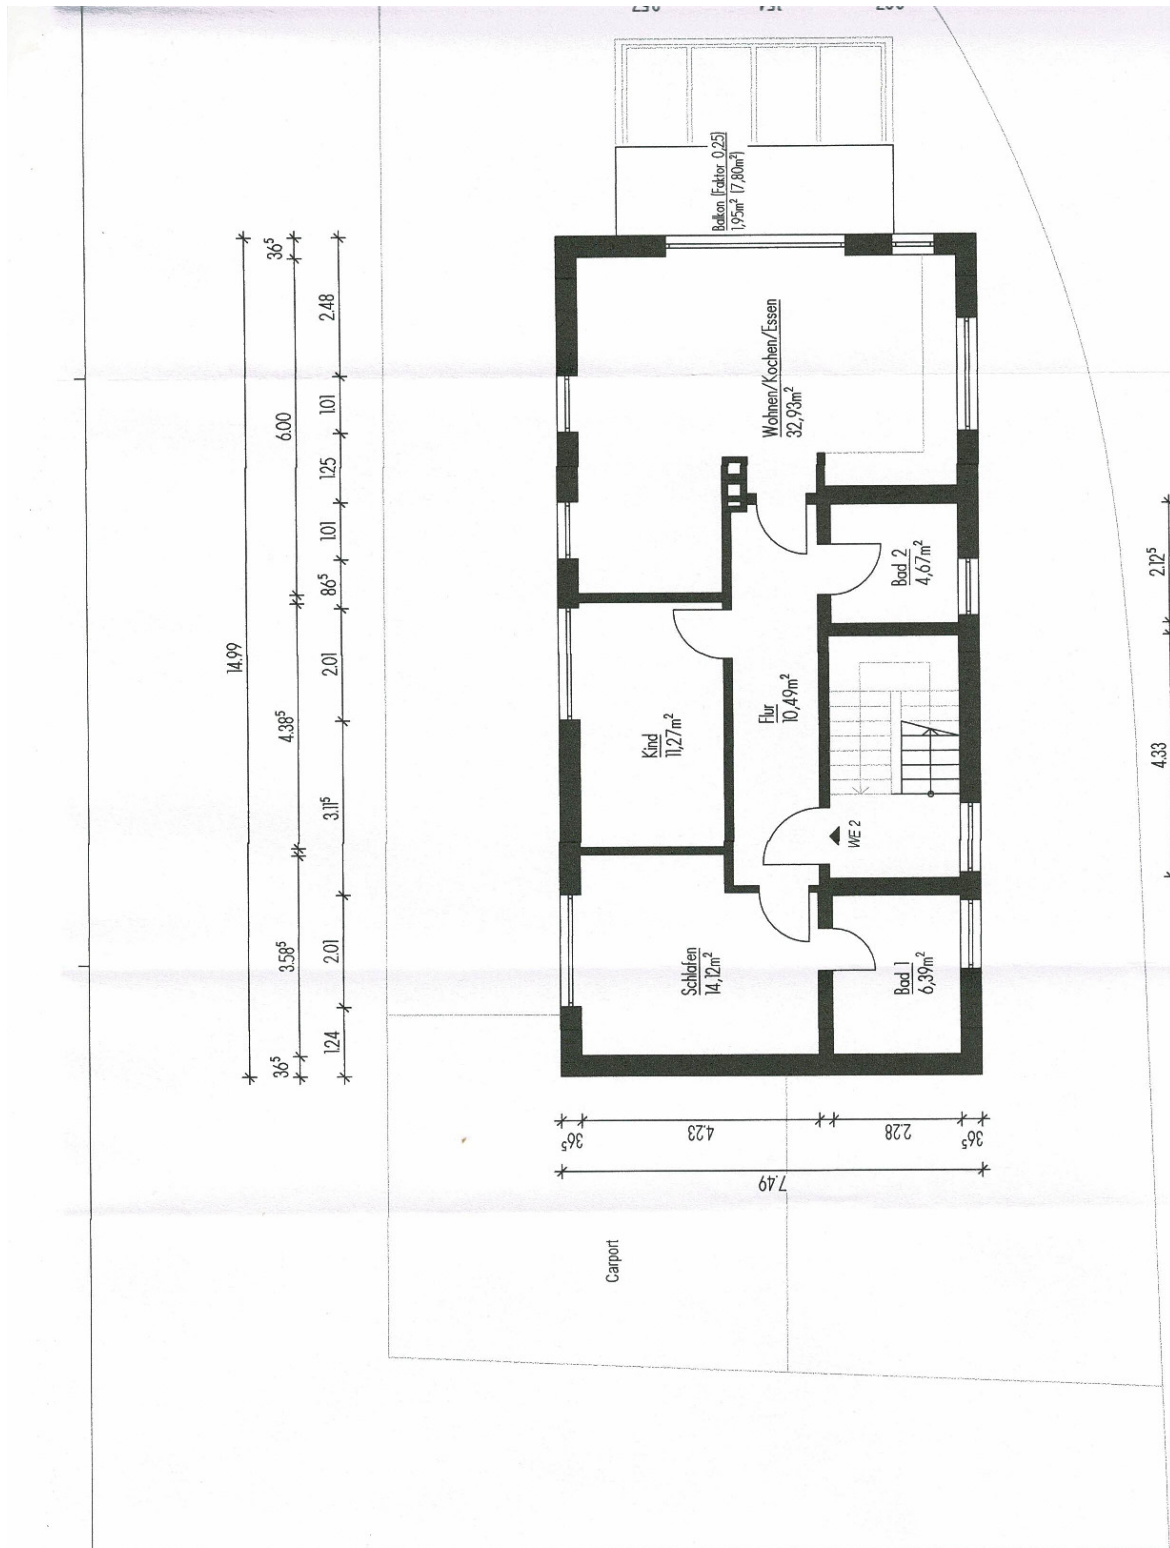 Balkon (Faktor 0,25)
1,95m² (7,80m²)
36⁵
2.48
6.00
1.01
1.25
1.01
86⁵
14.99
2.01
4.38⁵
3.11⁵
3.58⁵
2.01
36⁵
1.24
Wohnen/Kochen/Essen
32,93m²
Bad 2
4,67m²
Kind
11,27m²
Flur
10,49m²
WE 2
Schlafen
14,12m²
Bad 1
6,39m²
2.12⁵
4.33
36⁵
4.23
2.28
36⁵
7.49
Carport